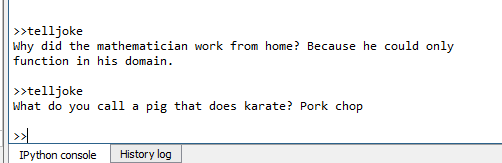 >>telljoke
Why did the mathematician work from home? Because he could only
function in his domain.
>>telljoke
What do you call a pig that does karate? Pork chop
>>
IPython console
History log